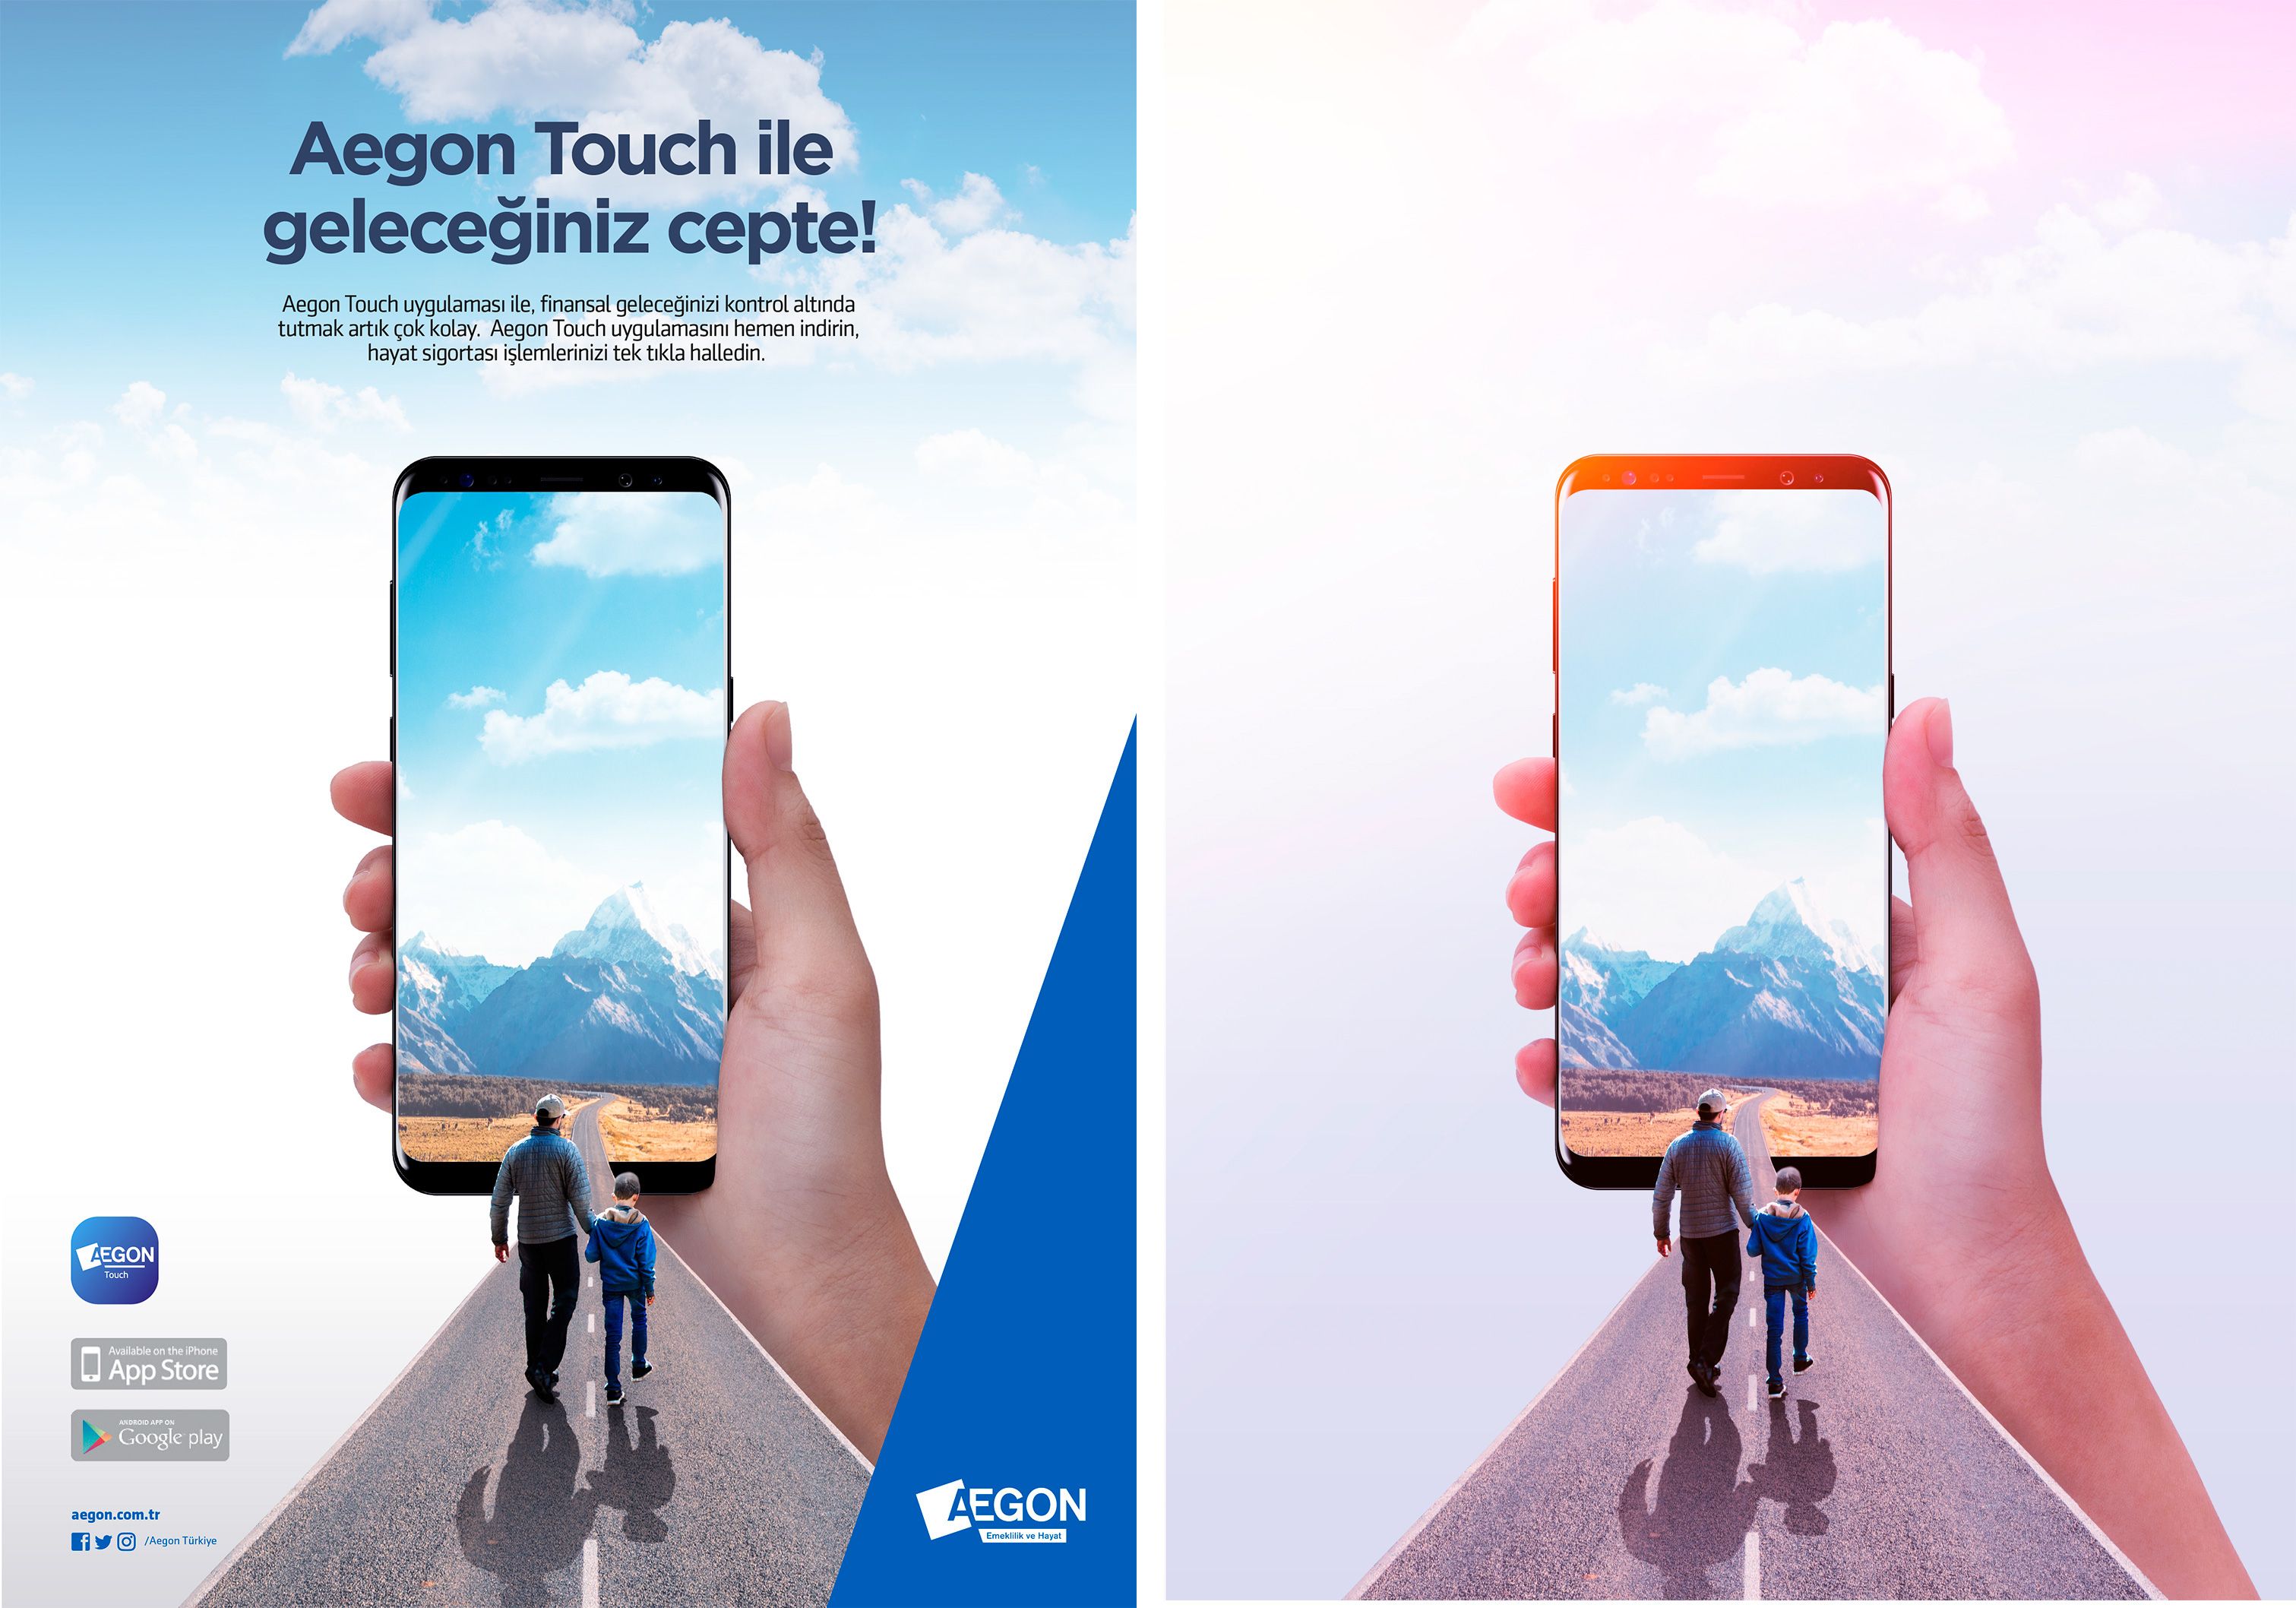 Aegon Touch ile
geleceğiniz cepte!
Aegon Touch uygulaması ile, finansal geleceğinizi kontrol altında
tutmak artık çok kolay. Aegon Touch uygulamasını hemen indirin,
hayat sigortası işlemlerinizi tek tıkla halledin.
AEGON
Touch
Available on the iPhone
App Store
ANDROID APP ON
Google play
aegon.com.tr
/Aegon Türkiye
AEGON
Emeklilik ve Hayat